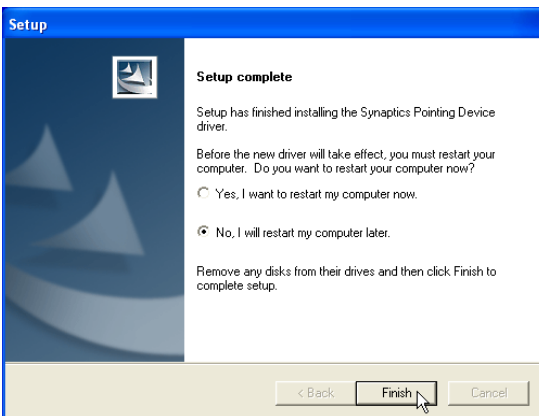 Setup
Setup complete
Setup has finished installing the Synaptics Pointing Device
driver.
Before the new driver will take effect, you must restart your
computer. Do you want to restart your computer now?
Yes, I want to restart my computer now.
No, I will restart my computer later.
Remove any disks from their drives and then click Finish to
complete setup.
< Back Finish Cancel